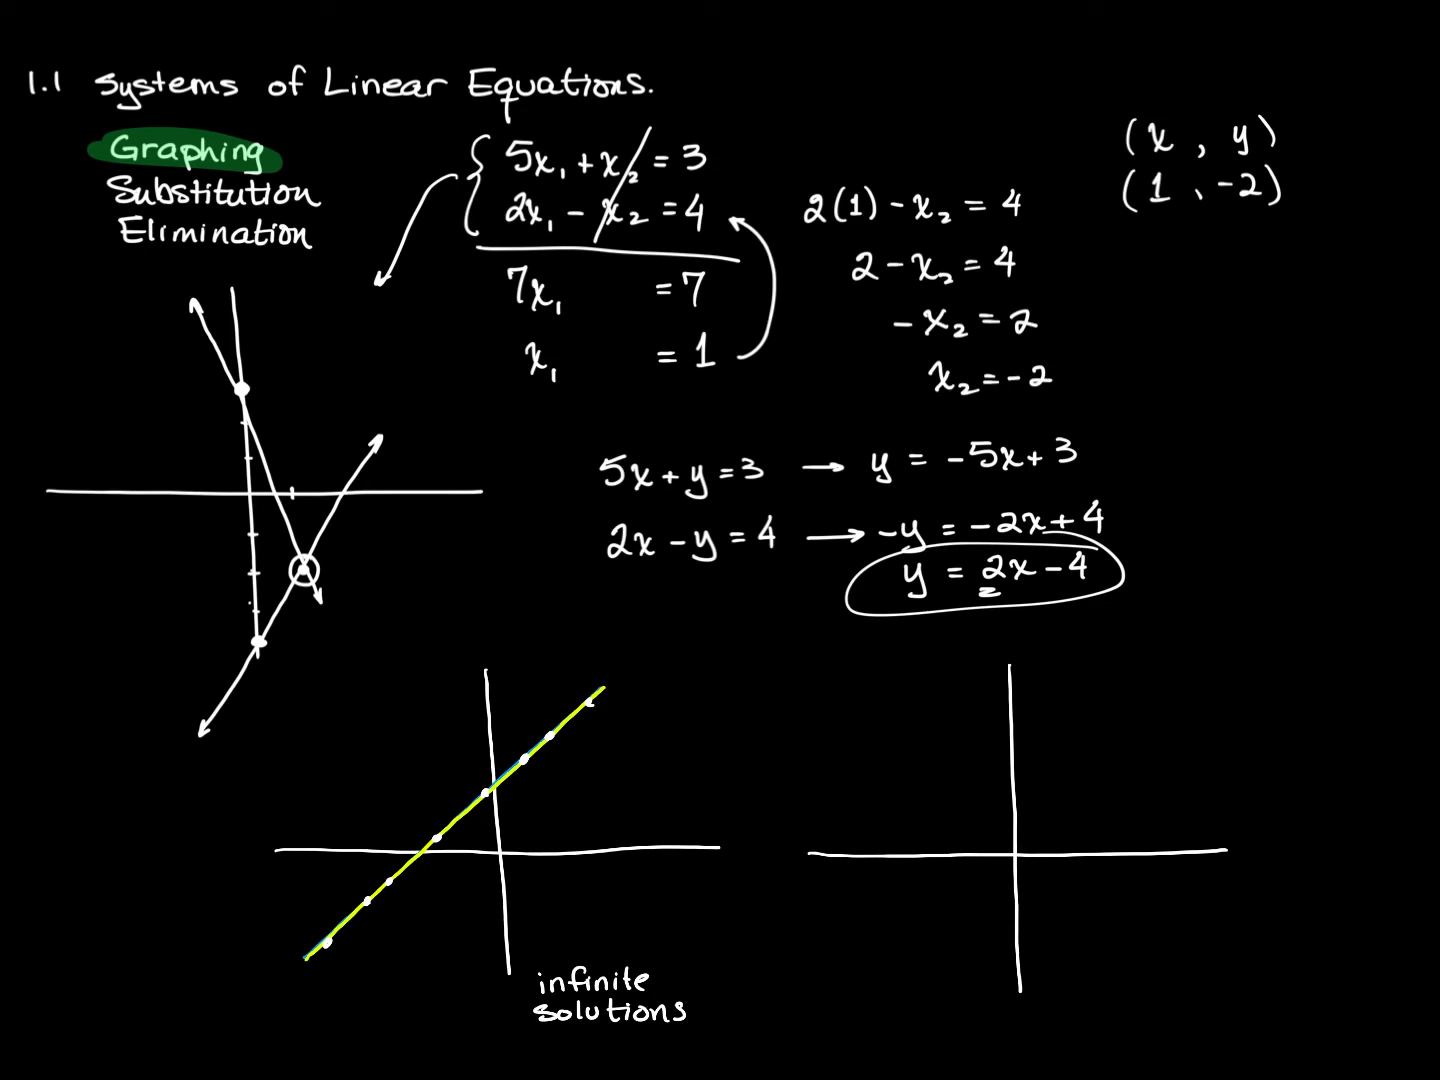 1.1 Systems of Linear Equations.
Graphing
Substitution
Elimination
5x₁ + x₂ = 3
2x₁ - x₂ = 4
7x₁ = 7
x₁ = 1
2(1) - x₂ = 4
2 - x₂ = 4
- x₂ = 2
x₂ = -2
(x , y)
(1 , -2)
5x + y = 3 → y = -5x + 3
2x - y = 4 → -y = -2x + 4
y = 2x - 4
infinite
solutions